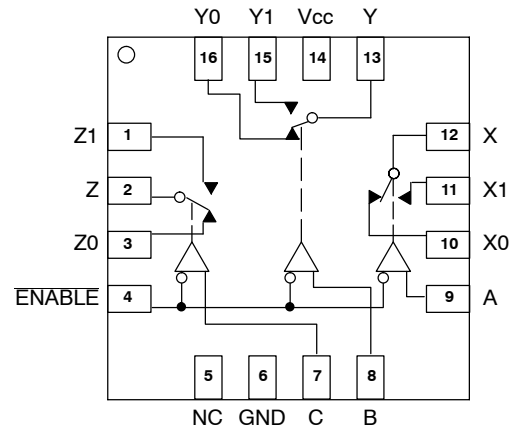 Y0 Y1 Vcc Y
16 15 14 13
Z1 1 12 X
Z 2 11 X1
Z0 3 10 X0
ENABLE 4 9 A
5 6 7 8
NC GND C B